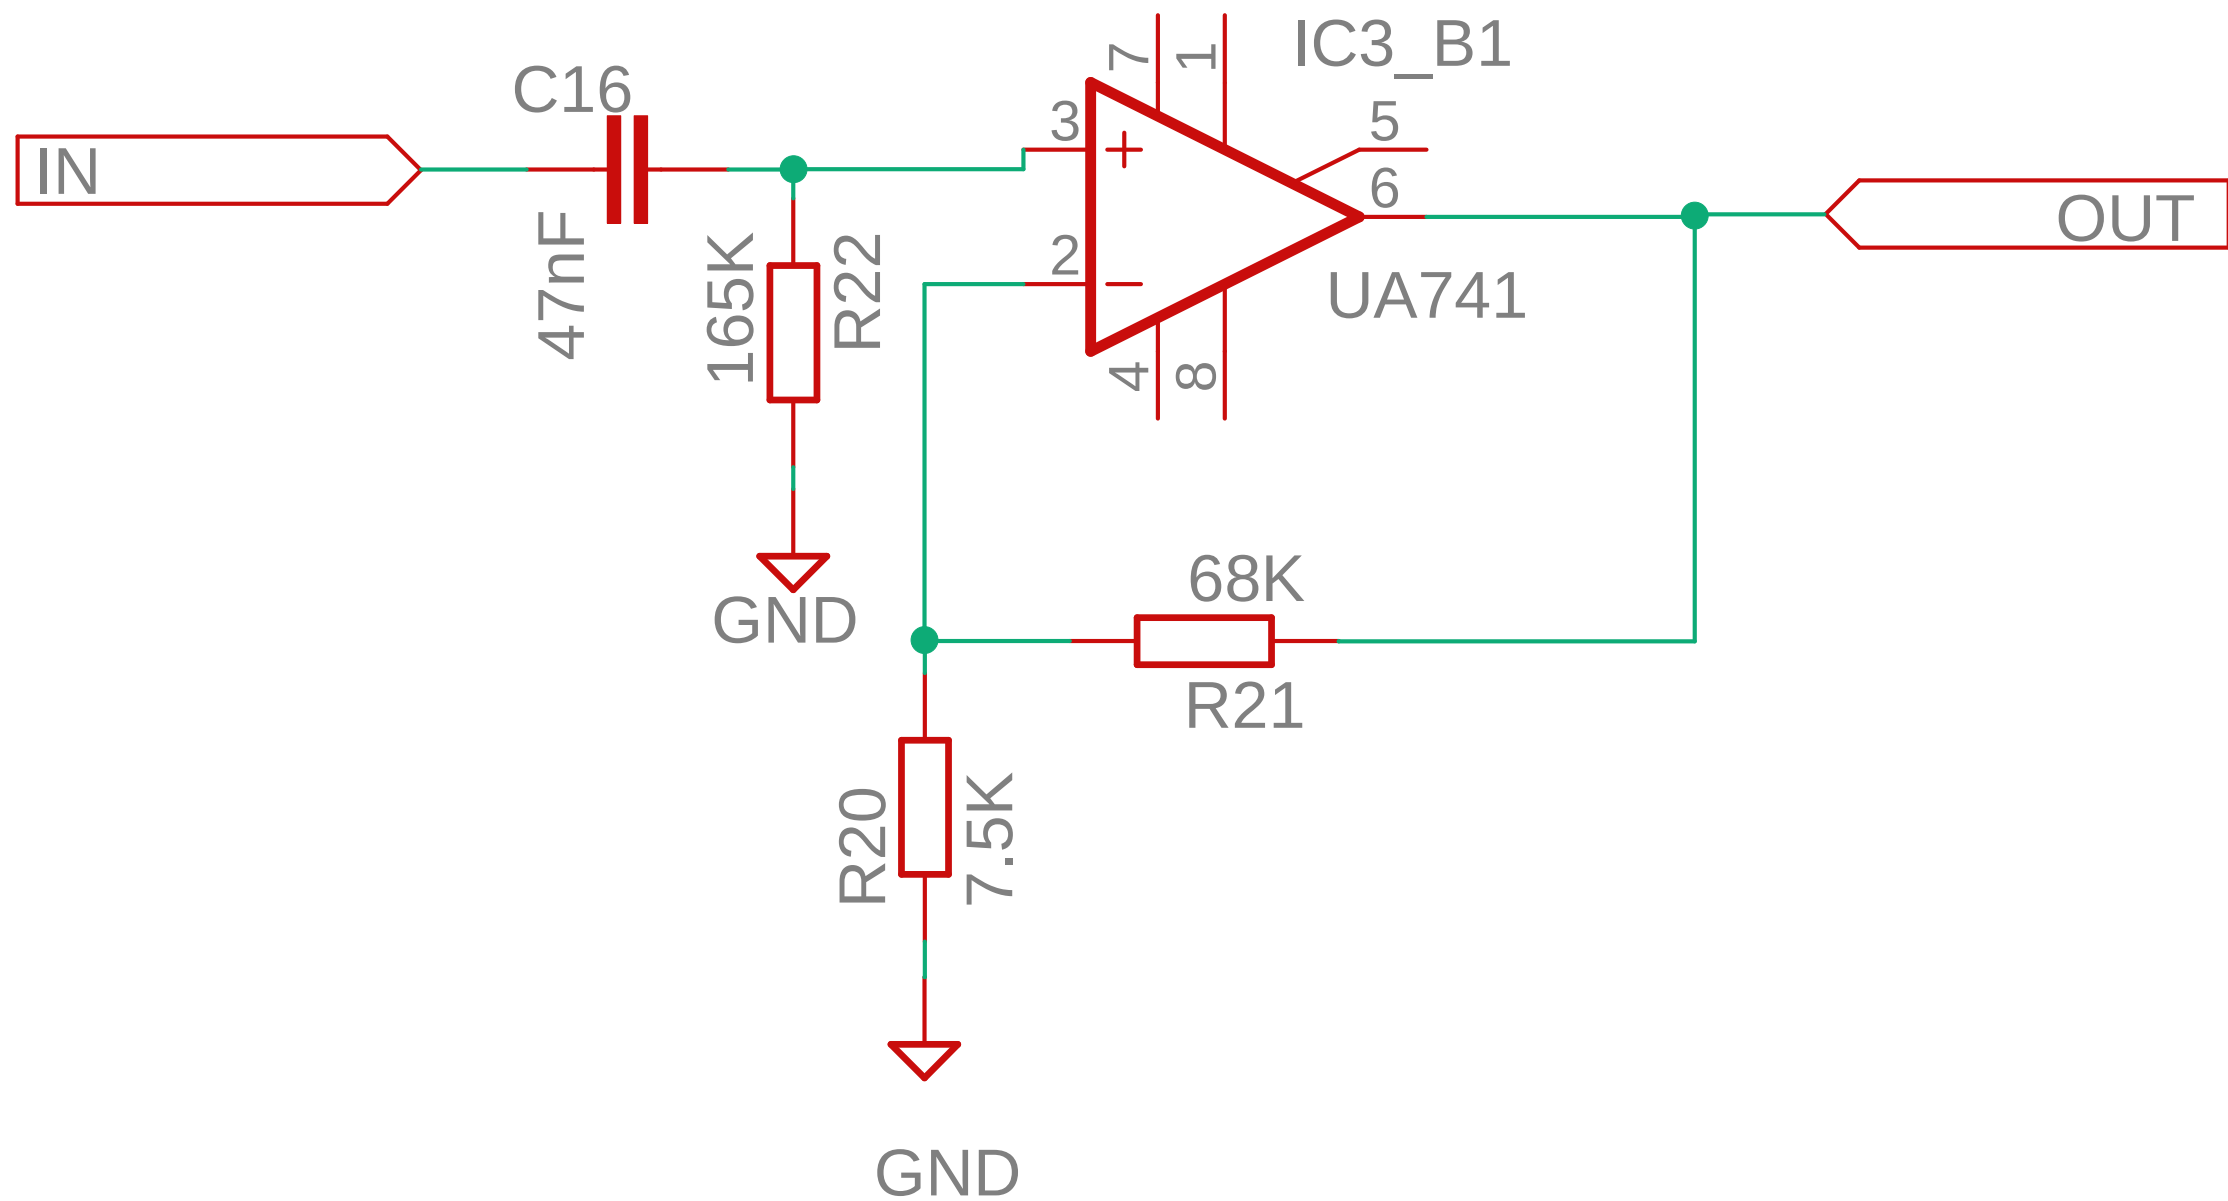 IC3_B1
7
1
C16
3
5
IN
6
OUT
47nF
165K
R22
2
UA741
4
8
68K
GND
R21
R20
7.5K
GND